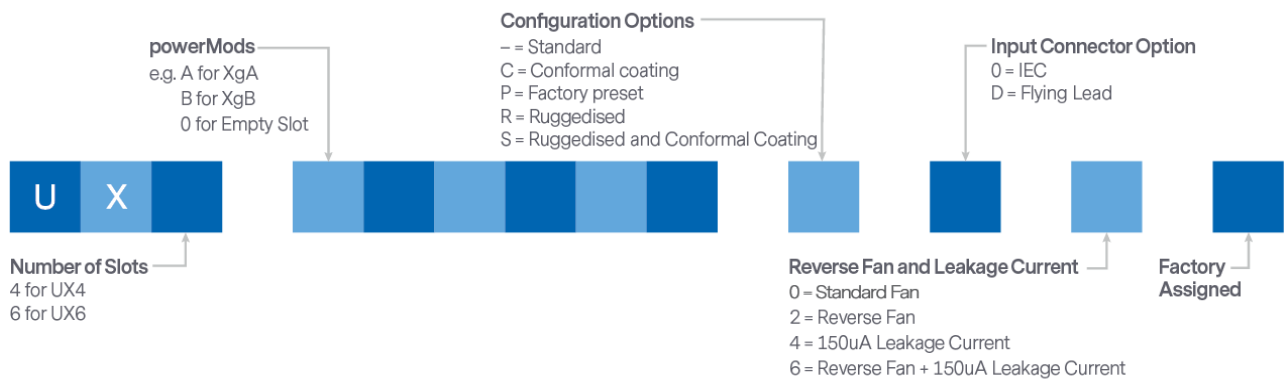 Configuration Options
– = Standard
C = Conformal coating
P = Factory preset
R = Ruggedised
S = Ruggedised and Conformal Coating
powerMods
e.g. A for XgA
B for XgB
0 for Empty Slot
Input Connector Option
0 = IEC
D = Flying Lead
U X
Number of Slots
4 for UX4
6 for UX6
Reverse Fan and Leakage Current
0 = Standard Fan
2 = Reverse Fan
4 = 150uA Leakage Current
6 = Reverse Fan + 150uA Leakage Current
Factory
Assigned